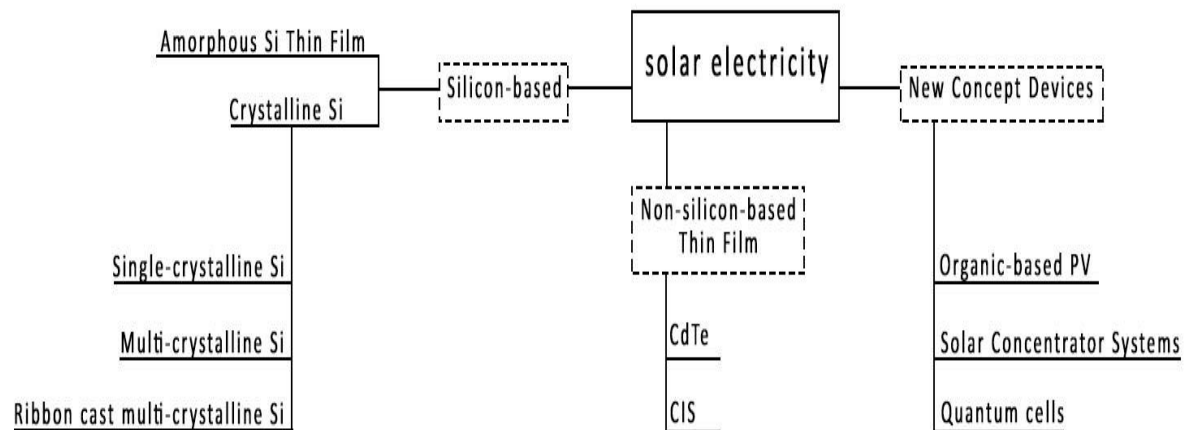 solar electricity
Amorphous Si Thin Film
Silicon-based
New Concept Devices
Crystalline Si
Non-silicon-based
Thin Film
Single-crystalline Si
Organic-based PV
Multi-crystalline Si
CdTe
Solar Concentrator Systems
Ribbon cast multi-crystalline Si
CIS
Quantum cells